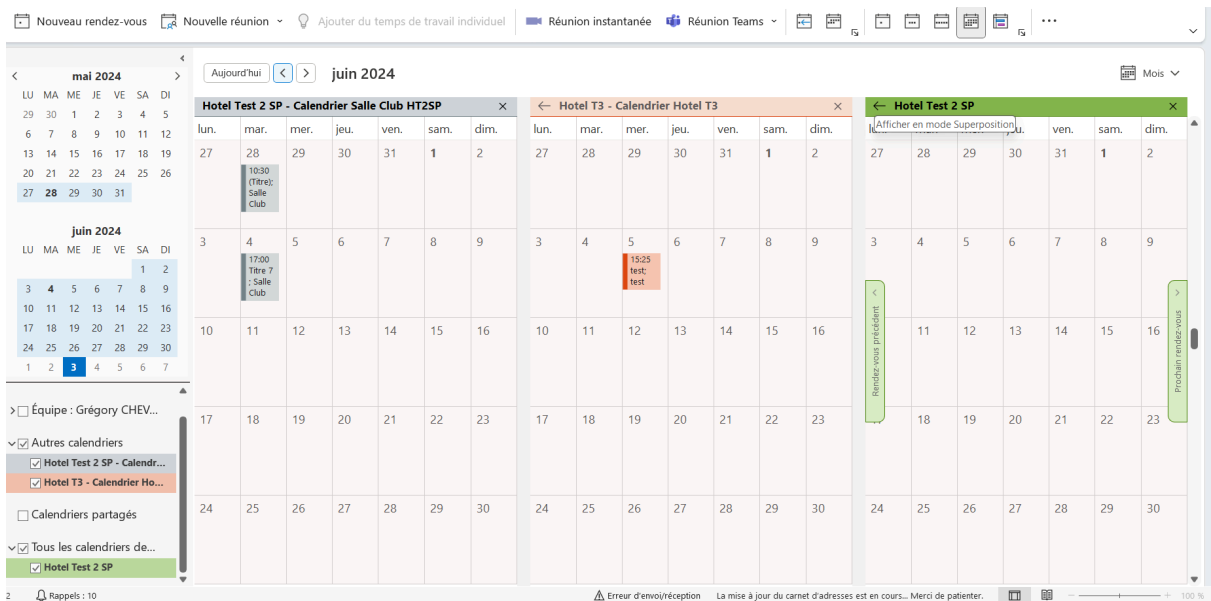 Nouveau rendez-vous Nouvelle réunion Ajouter du temps de travail individuel Réunion instantanée Réunion Teams
mai 2024
LU MA ME JE VE SA DI
29 30 1 2 3 4 5
6 7 8 9 10 11 12
13 14 15 16 17 18 19
20 21 22 23 24 25 26
27 28 29 30 31
juin 2024
LU MA ME JE VE SA DI
1 2
3 4 5 6 7 8 9
10 11 12 13 14 15 16
17 18 19 20 21 22 23
24 25 26 27 28 29 30
1 2 3 4 5 6 7
Équipe : Grégory CHEV...
Autres calendriers
Hotel Test 2 SP - Calendr...
Hotel T3 - Calendrier Ho...
Calendriers partagés
Tous les calendriers de...
Hotel Test 2 SP
Aujourd'hui juin 2024 Mois
Hotel Test 2 SP - Calendrier Salle Club HT2SP
lun. mar. mer. jeu. ven. sam. dim.
27 28 29 30 31 1 2
10:30
(Titre);
Salle
Club
3 4 5 6 7 8 9
17:00
Titre 7
; Salle
Club
10 11 12 13 14 15 16
17 18 19 20 21 22 23
24 25 26 27 28 29 30
Hotel T3 - Calendrier Hotel T3
lun. mar. mer. jeu. ven. sam. dim.
27 28 29 30 31 1 2
3 4 5 6 7 8 9
15:25
test;
test
10 11 12 13 14 15 16
17 18 19 20 21 22 23
24 25 26 27 28 29 30
Hotel Test 2 SP
Afficher en mode Superposition
ven. sam. dim.
27 28 29 30 31 1 2
3 4 5 6 7 8 9
Rendez-vous précédent
Prochain rendez-vous
11 12 13 14 15 16
18 19 20 21 22 23
24 25 26 27 28 29 30
2 Rappels : 10 Erreur d'envoi/réception La mise à jour du carnet d'adresses est en cours... Merci de patienter. 100 %